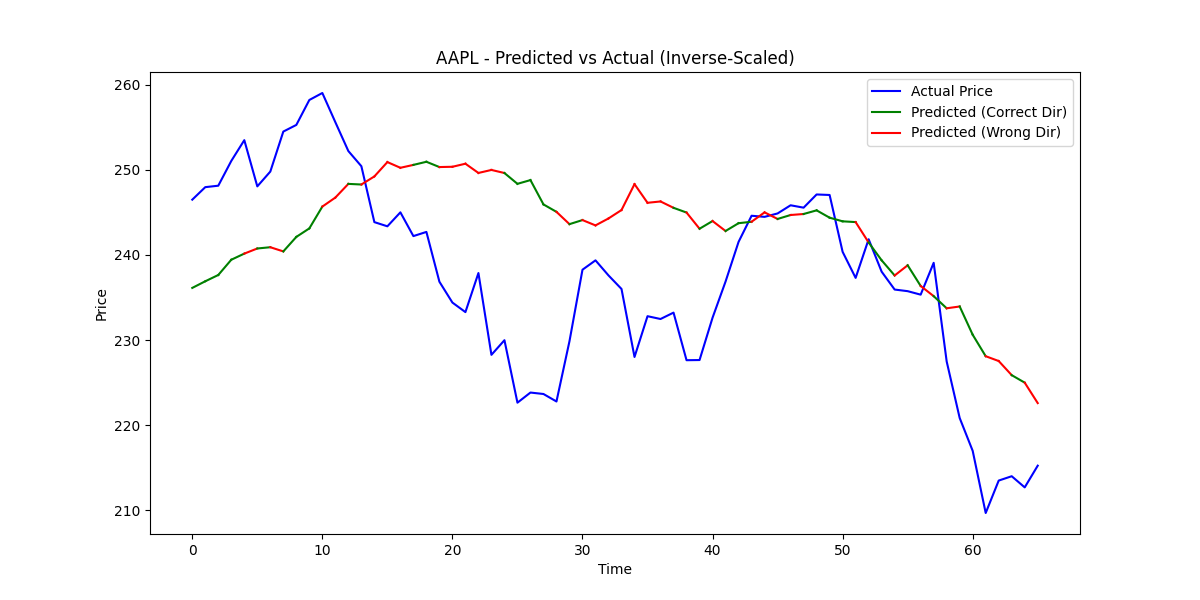 AAPL - Predicted vs Actual (Inverse-Scaled)
260
250
240
230
220
210
Price
Actual Price
Predicted (Correct Dir)
Predicted (Wrong Dir)
0 10 20 30 40 50 60
Time